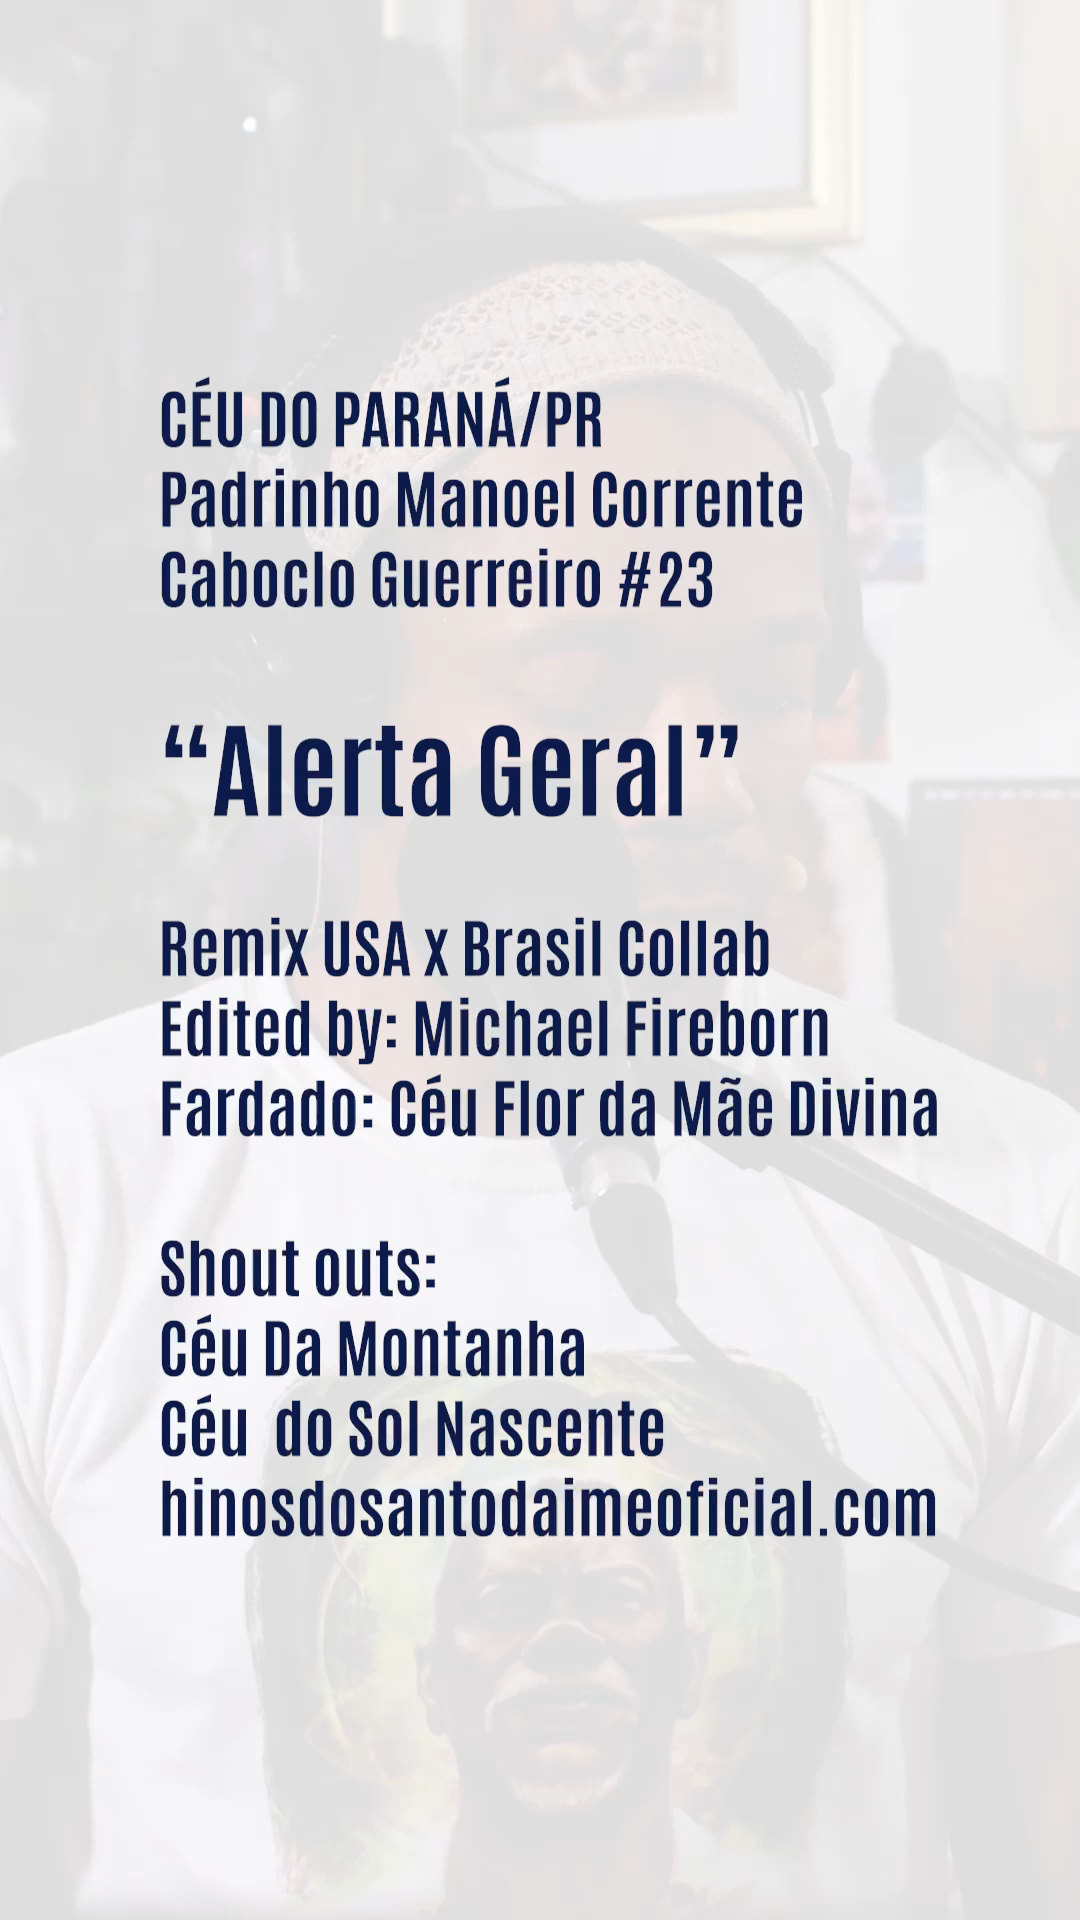 CÉU DO PARANÁ/PR
Padrinho Manoel Corrente
Caboclo Guerreiro #23
“Alerta Geral”
Remix USA x Brasil Collab
Edited by: Michael Fireborn
Fardado: Céu Flor da Mãe Divina
Shout outs:
Céu Da Montanha
Céu  do Sol Nascente
hinosdosantodaimeoficial.com